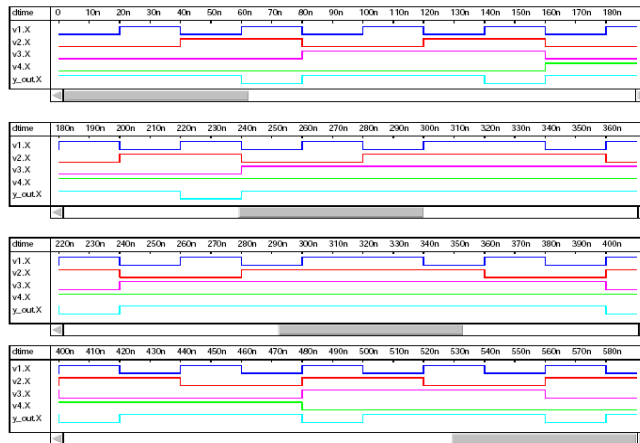 dtime 0 10n 20n 30n 40n 50n 60n 70n 80n 90n 100n 110n 120n 130n 140n 150n 160n 170n 180n
v1.X
v2.X
v3.X
v4.X
y_out.X
dtime 180n 190n 200n 210n 220n 230n 240n 250n 260n 270n 280n 290n 300n 310n 320n 330n 340n 350n 360n
v1.X
v2.X
v3.X
v4.X
y_out.X
dtime 220n 230n 240n 250n 260n 270n 280n 290n 300n 310n 320n 330n 340n 350n 360n 370n 380n 390n 400n
v1.X
v2.X
v3.X
v4.X
y_out.X
dtime 400n 410n 420n 430n 440n 450n 460n 470n 480n 490n 500n 510n 520n 530n 540n 550n 560n 570n 580n
v1.X
v2.X
v3.X
v4.X
y_out.X